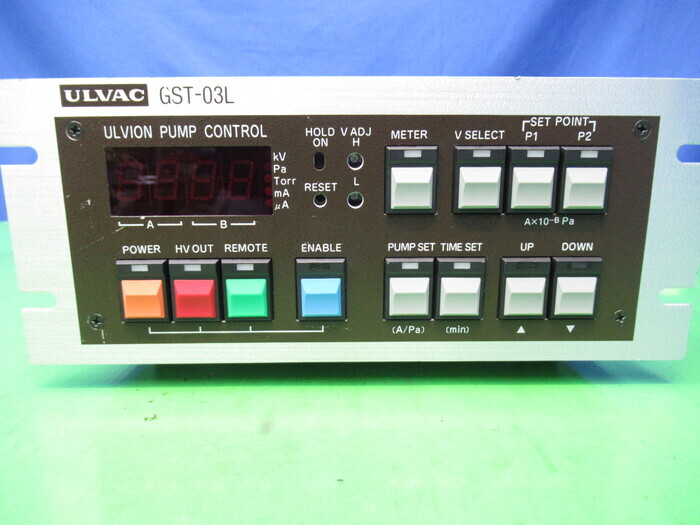 ULVAC GST-03L
ULVION PUMP CONTROL
HOLD ON
V ADJ H
L
RESET
kV
Pa
Torr
mA
μA
A B
METER
V SELECT
SET POINT
P1 P2
A×10⁻ᴮ Pa
POWER HV OUT REMOTE ENABLE
PUMP SET TIME SET UP DOWN
(A/Pa) (min) ▲ ▼